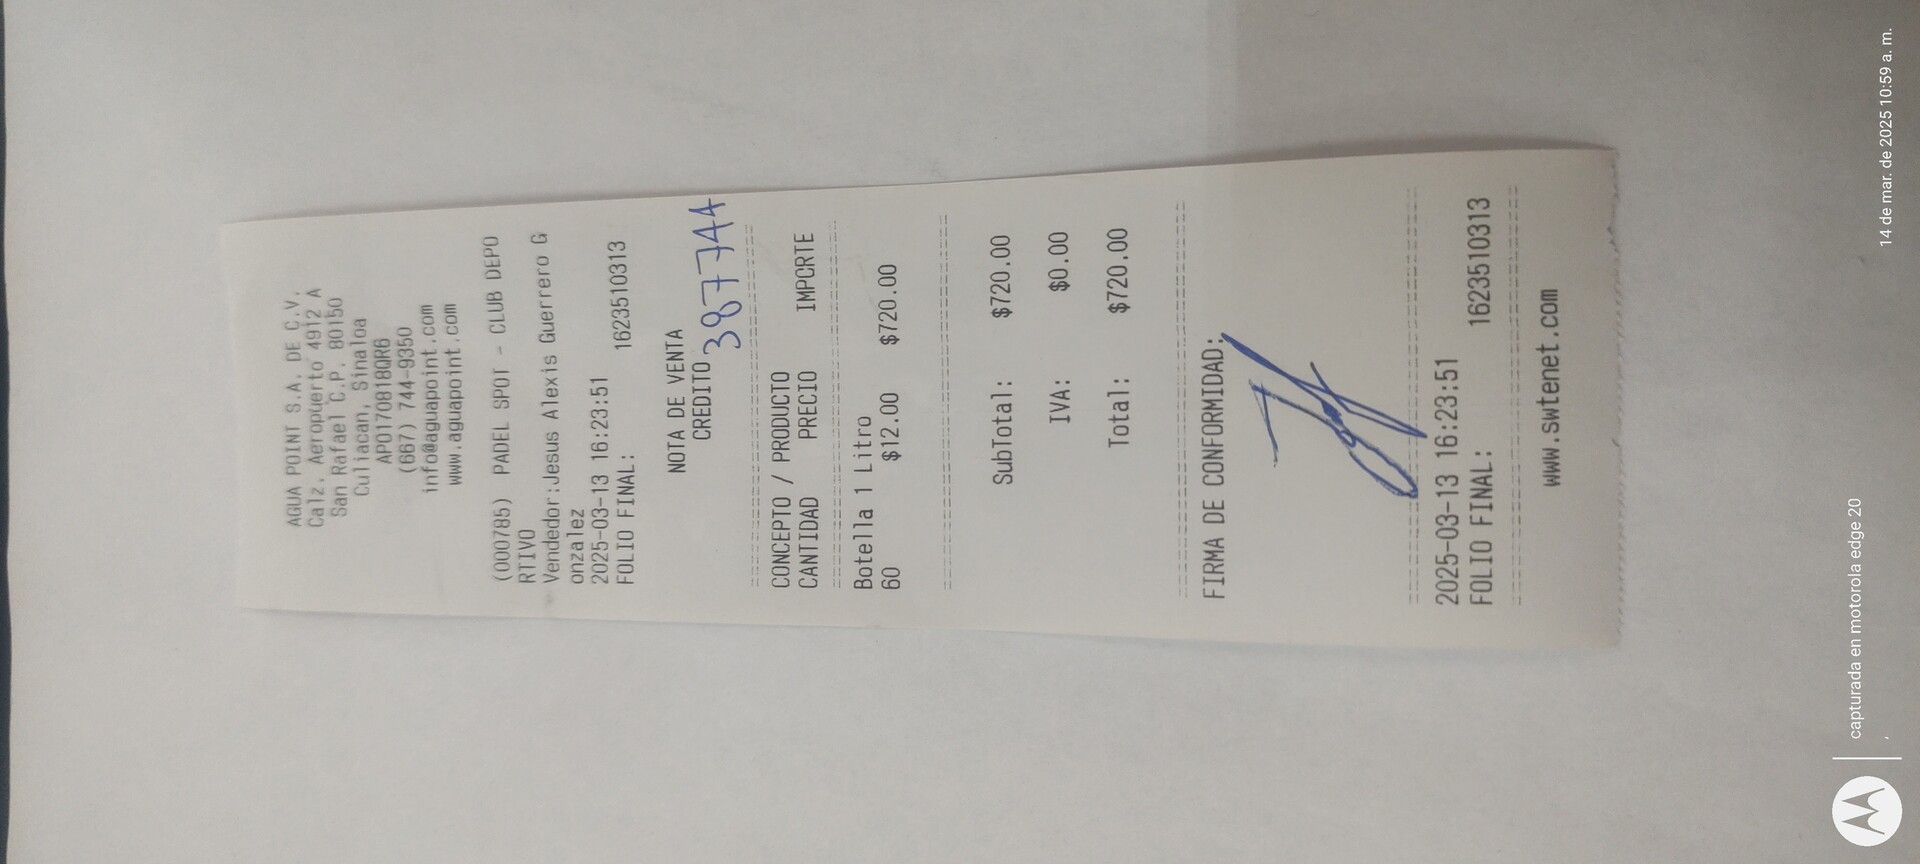 AGUA POINT S.A. DE C.V.
Calz. Aeropuerto 4912 A
San Rafael C.P. 80150
Culiacan, Sinaloa
APO170818QR6
(667) 744-9350
info@aguapoint.com
www.aguapoint.com
(000785) PADEL SPOT - CLUB DEPO
RTIVO
Vendedor:Jesus Alexis Guerrero G
onzalez
2025-03-13 16:23:51
FOLIO FINAL: 1623510313
NOTA DE VENTA
CREDITO
387744
CONCEPTO / PRODUCTO
CANTIDAD PRECIO IMPORTE
Botella 1 Litro
60 $12.00 $720.00
SubTotal: $720.00
IVA: $0.00
Total: $720.00
FIRMA DE CONFORMIDAD:
2025-03-13 16:23:51
FOLIO FINAL: 1623510313
www.swtenet.com
capturada en motorola edge 20
14 de mar. de 2025 10:59 a. m.